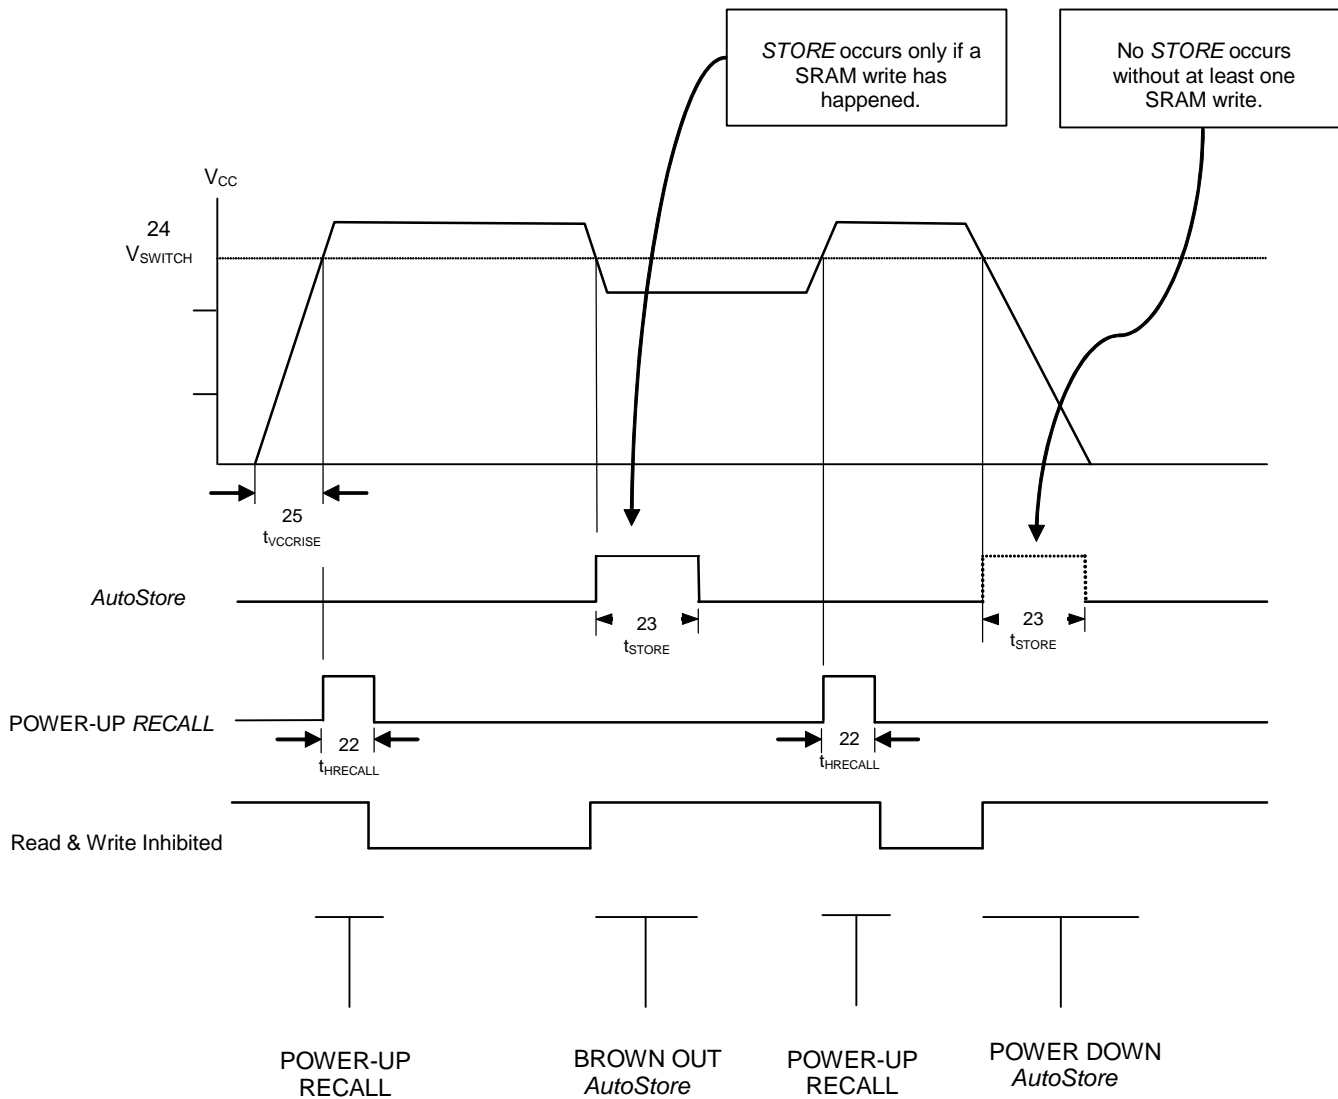 STORE occurs only if a
SRAM write has
happened.
No STORE occurs
without at least one
SRAM write.
VCC
24
VSWITCH
25
tVCCRISE
AutoStore
23
tSTORE
23
tSTORE
POWER-UP RECALL
22
tHRECALL
22
tHRECALL
Read & Write Inhibited
POWER-UP
RECALL
BROWN OUT
AutoStore
POWER-UP
RECALL
POWER DOWN
AutoStore